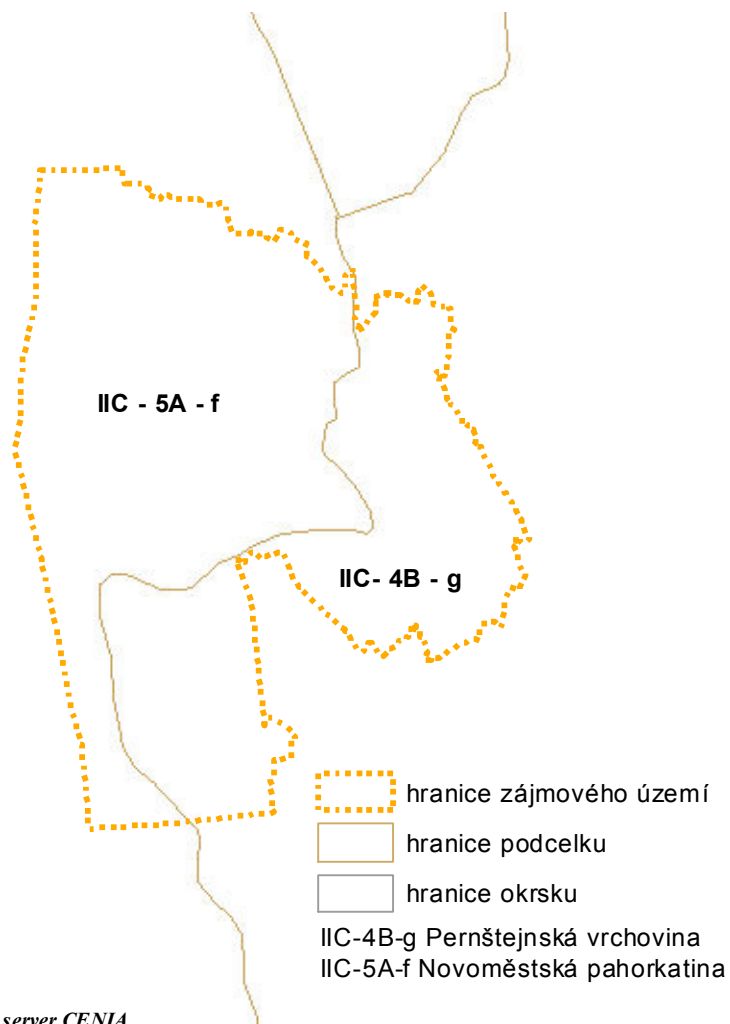 IIC - 5A - f
IIC- 4B - g
hranice zájmového území
hranice podcelku
hranice okrsku
IIC-4B-g Pernštejnská vrchovina
IIC-5A-f Novoměstská pahorkatina
server CENIA